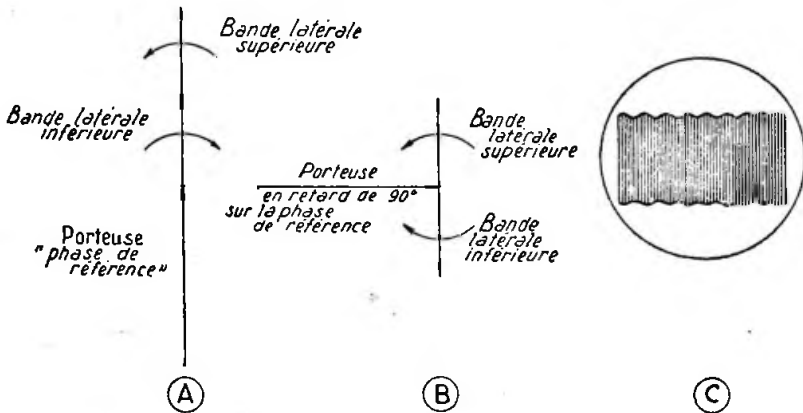 Bande latérale
supérieure
Bande latérale
inférieure
Porteuse
"phase de
référence"
Bande
latérale
supérieure
Porteuse
en retard de 90°
sur la phase
de référence
Bande
latérale
inférieure
A
B
C